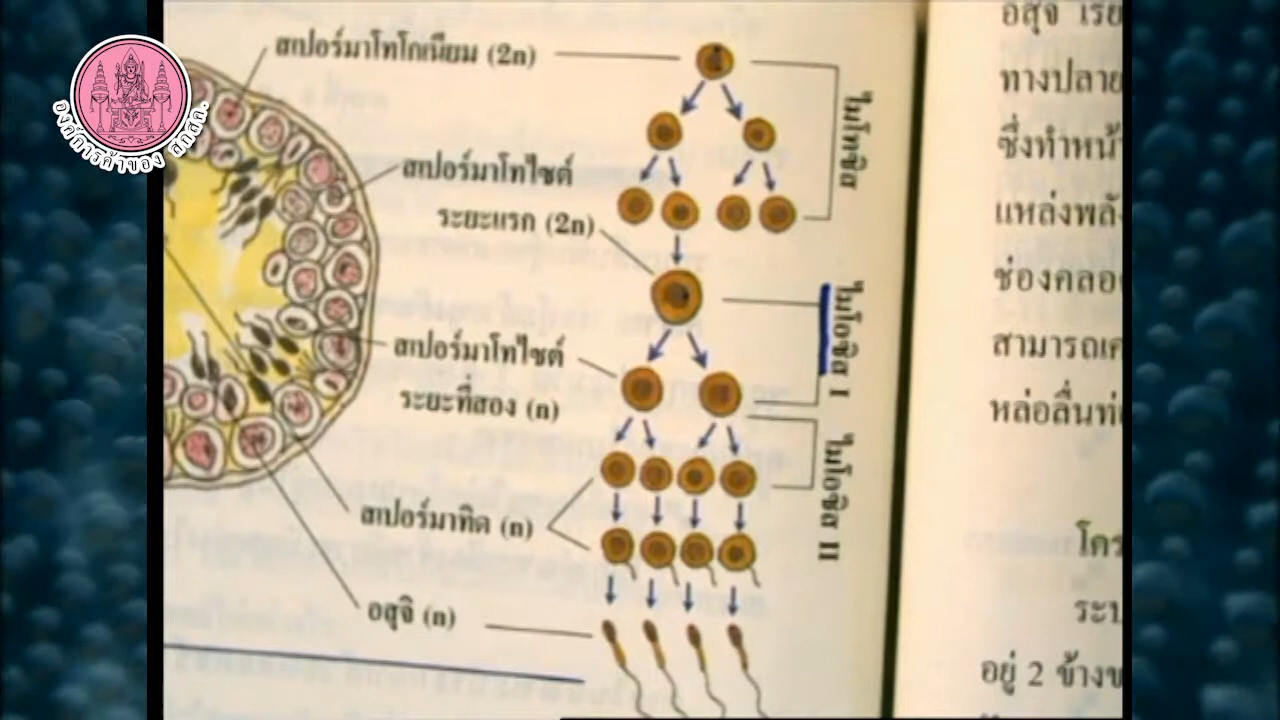 องค์การค้าของ สกสค.
สเปอร์มาโทโกเนียม (2n)
ไมโทซิส
สเปอร์มาโทไซต์
ระยะแรก (2n)
ไมโอซิส I
สเปอร์มาโทไซต์
ระยะที่สอง (n)
ไมโอซิส II
สเปอร์มาทิด (n)
อสุจิ (n)
อสุจิ เรีย
ทางปลาย
ซึ่งทำหน้า
แหล่งพลัง
ช่องคลอด
สามารถเค
หล่อลื่นท่อ
โคร
ระบ
อยู่ 2 ข้างข